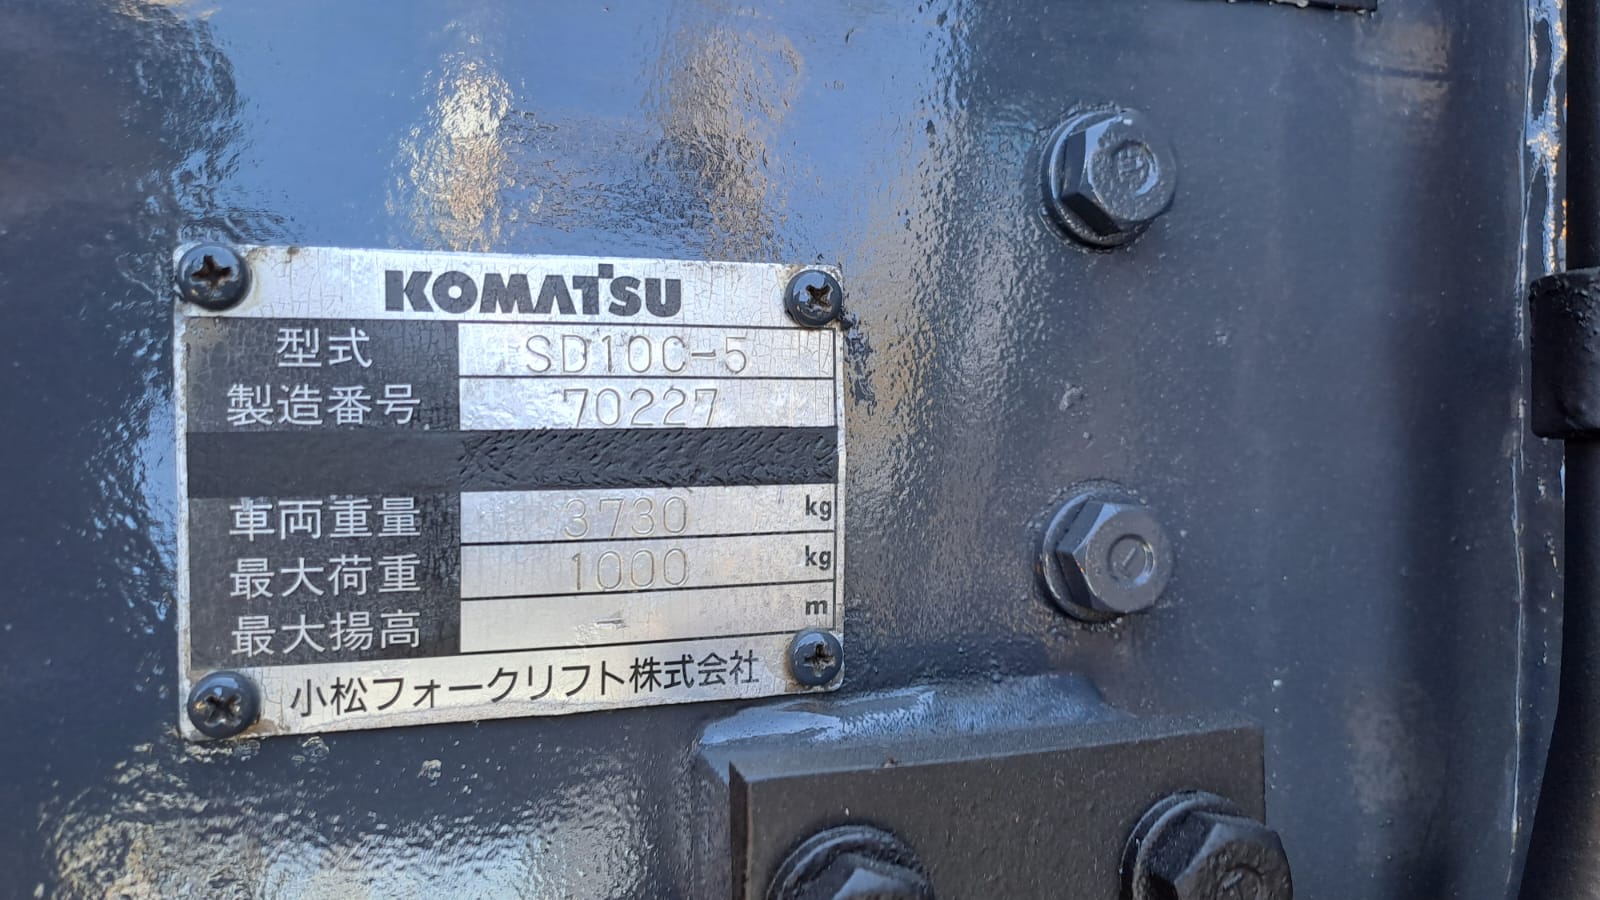 KOMATSU
型式 SD10C-5
製造番号 70227
車両重量 3730 kg
最大荷重 1000 kg
最大揚高 - m
小松フォークリフト株式会社